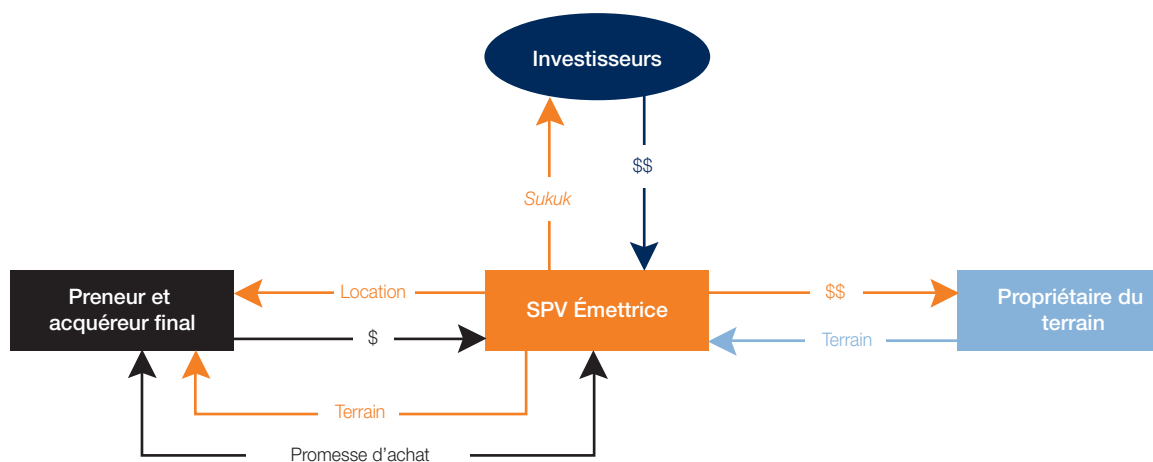 Investisseurs
$$
Sukuk
Preneur et
acquéreur final
Location
$
SPV Émettrice
$$
Terrain
Propriétaire du
terrain
Terrain
Promesse d'achat